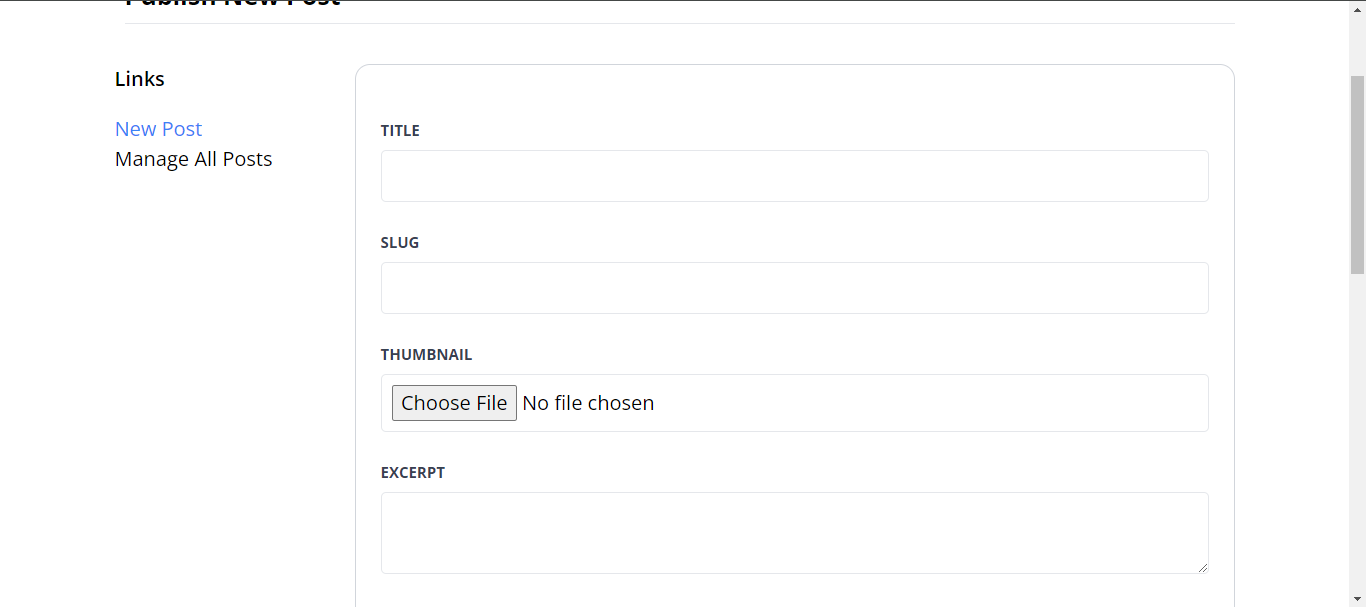 Publish New Post
Links
New Post
Manage All Posts
TITLE
SLUG
THUMBNAIL
Choose File No file chosen
EXCERPT